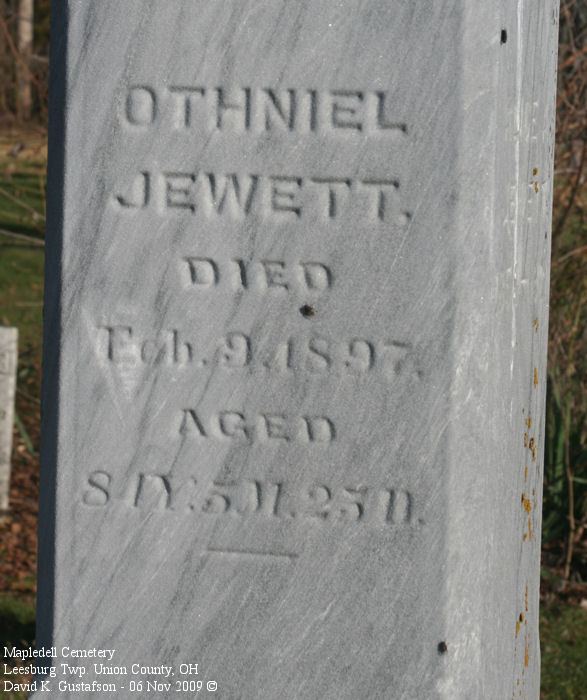 OTHNIEL
JEWETT.
DIED
Feb. 9. 1897.
AGED
81Y. 5M. 25D.
Mapledell Cemetery
Leesburg Twp. Union County, OH
David K. Gustafson - 06 Nov 2009 ©